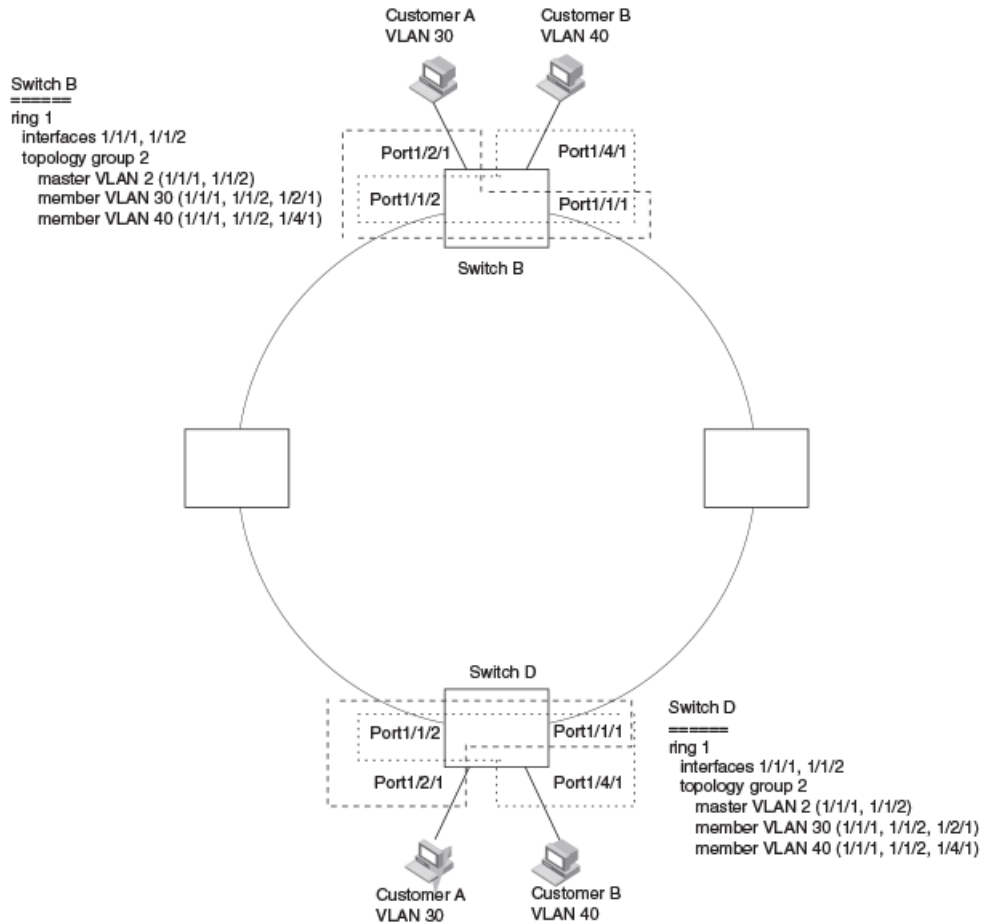 Customer A
VLAN 30
Customer B
VLAN 40
Switch B
======
ring 1
interfaces 1/1/1, 1/1/2
topology group 2
master VLAN 2 (1/1/1, 1/1/2)
member VLAN 30 (1/1/1, 1/1/2, 1/2/1)
member VLAN 40 (1/1/1, 1/1/2, 1/4/1)
Port1/2/1
Port1/4/1
Port1/1/2
Port1/1/1
Switch B
Switch D
Port1/1/2
Port1/1/1
Port1/2/1
Port1/4/1
Switch D
======
ring 1
interfaces 1/1/1, 1/1/2
topology group 2
master VLAN 2 (1/1/1, 1/1/2)
member VLAN 30 (1/1/1, 1/1/2, 1/2/1)
member VLAN 40 (1/1/1, 1/1/2, 1/4/1)
Customer A
VLAN 30
Customer B
VLAN 40